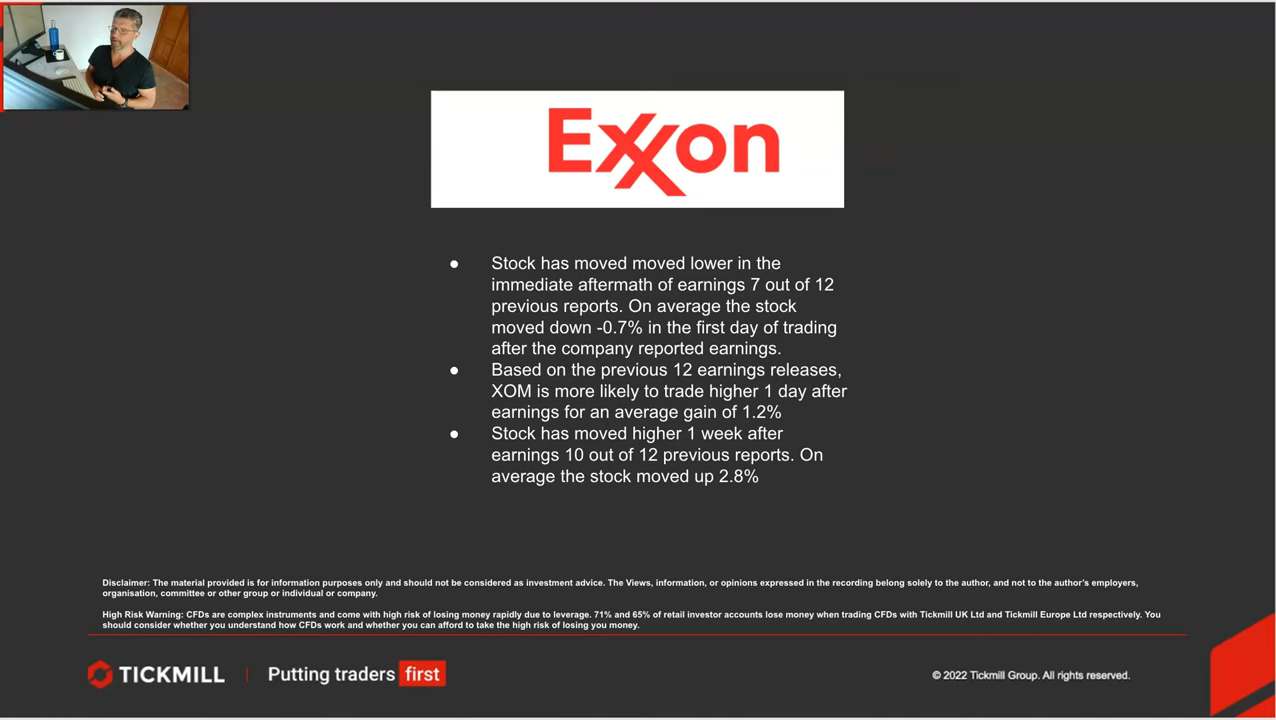 Exxon
● Stock has moved moved lower in the
immediate aftermath of earnings 7 out of 12
previous reports. On average the stock
moved down -0.7% in the first day of trading
after the company reported earnings.
● Based on the previous 12 earnings releases,
XOM is more likely to trade higher 1 day after
earnings for an average gain of 1.2%
● Stock has moved higher 1 week after
earnings 10 out of 12 previous reports. On
average the stock moved up 2.8%
Disclaimer: The material provided is for information purposes only and should not be considered as investment advice. The Views, information, or opinions expressed in the recording belong solely to the author, and not to the author's employers,
organisation, committee or other group or individual or company.
High Risk Warning: CFDs are complex instruments and come with high risk of losing money rapidly due to leverage. 71% and 65% of retail investor accounts lose money when trading CFDs with Tickmill UK Ltd and Tickmill Europe Ltd respectively. You
should consider whether you understand how CFDs work and whether you can afford to take the high risk of losing you money.
TICKMILL | Putting traders first
© 2022 Tickmill Group. All rights reserved.